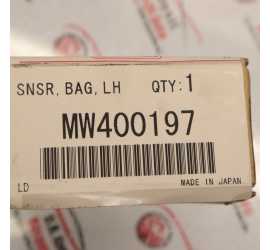 SNSR, BAG, LH QTY:1
MW400197
LD MADE IN JAPAN